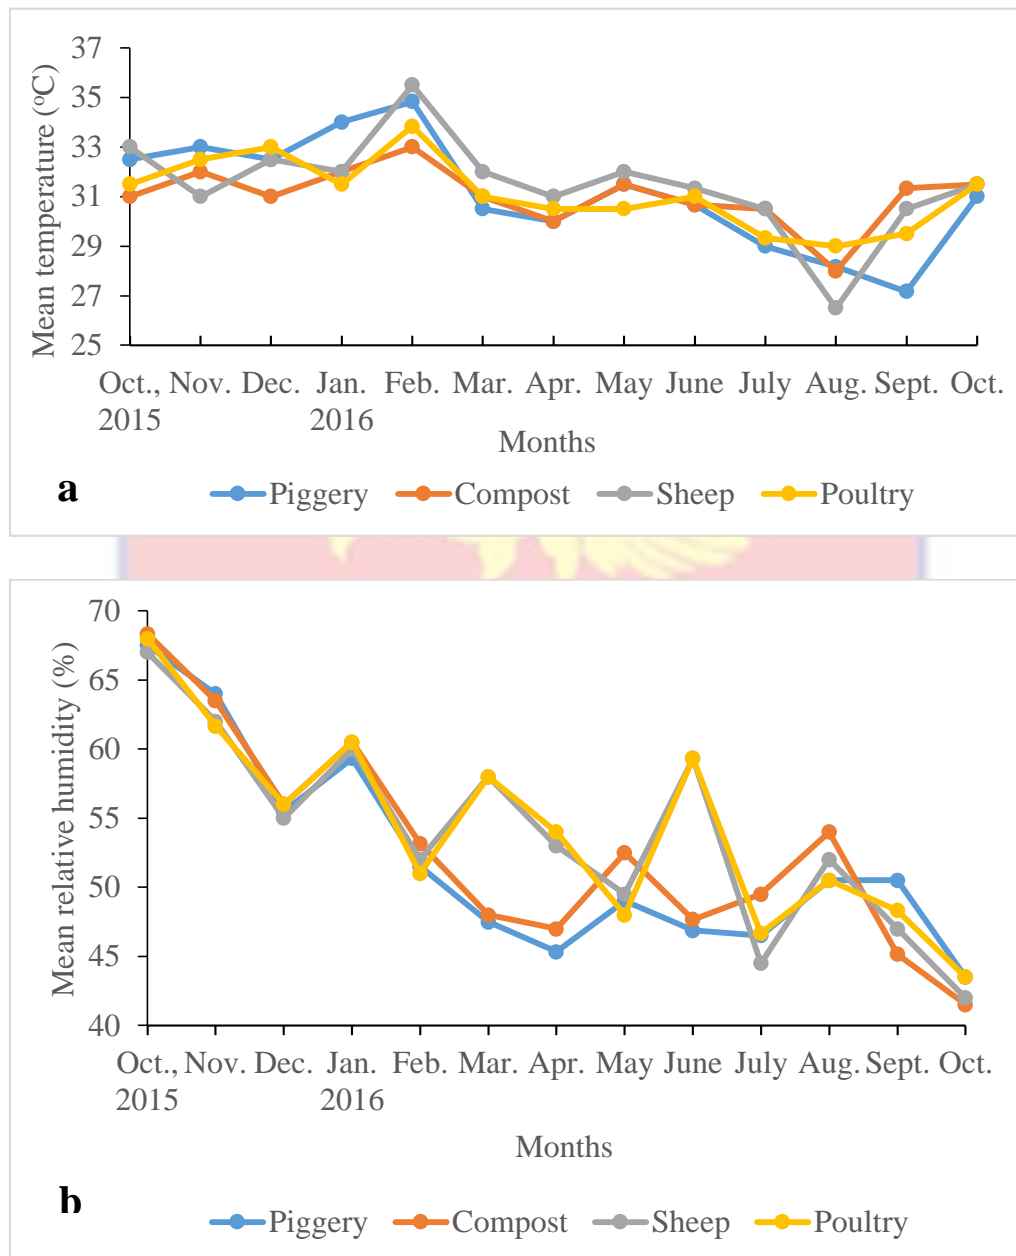 37
35
33
31
29
27
25
Mean temperature (°C)
Oct., Nov. Dec. Jan. Feb. Mar. Apr. May June July Aug. Sept. Oct.
2015 2016
Months
a
Piggery Compost Sheep Poultry
70
65
60
55
50
45
40
Mean relative humidity (%)
Oct., Nov. Dec. Jan. Feb. Mar. Apr. May June July Aug. Sept. Oct.
2015 2016
Months
b
Piggery Compost Sheep Poultry